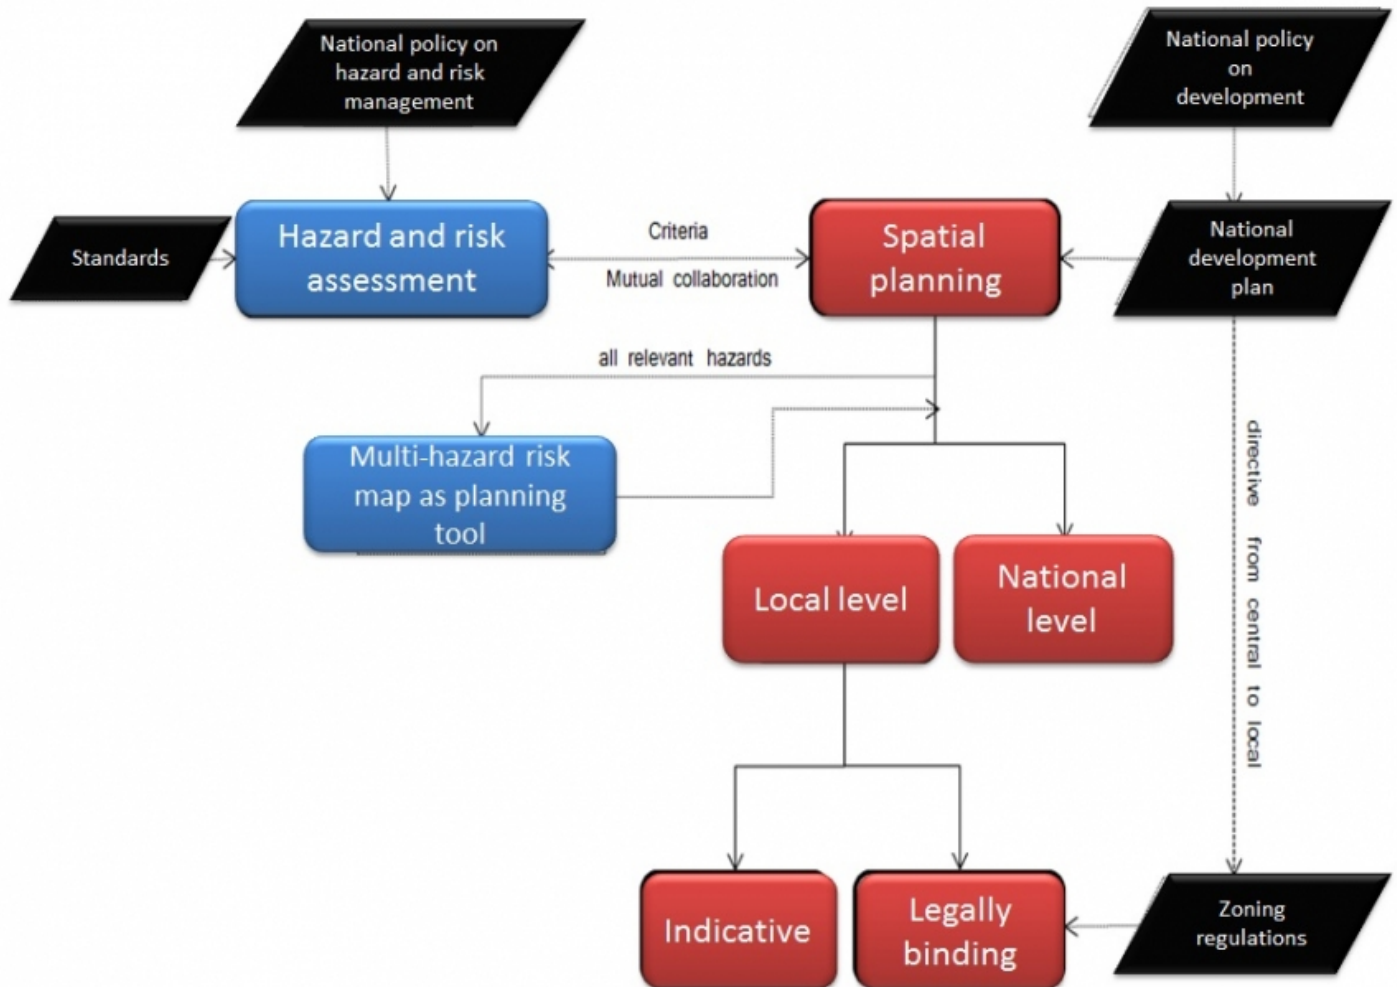 National policy on
hazard and risk
management
National policy
on
development
Standards
Hazard and risk
assessment
Criteria
Mutual collaboration
Spatial
planning
National
development
plan
all relevant hazards
Multi-hazard risk
map as planning
tool
directive from central to local
Local level
National
level
Indicative
Legally
binding
Zoning
regulations